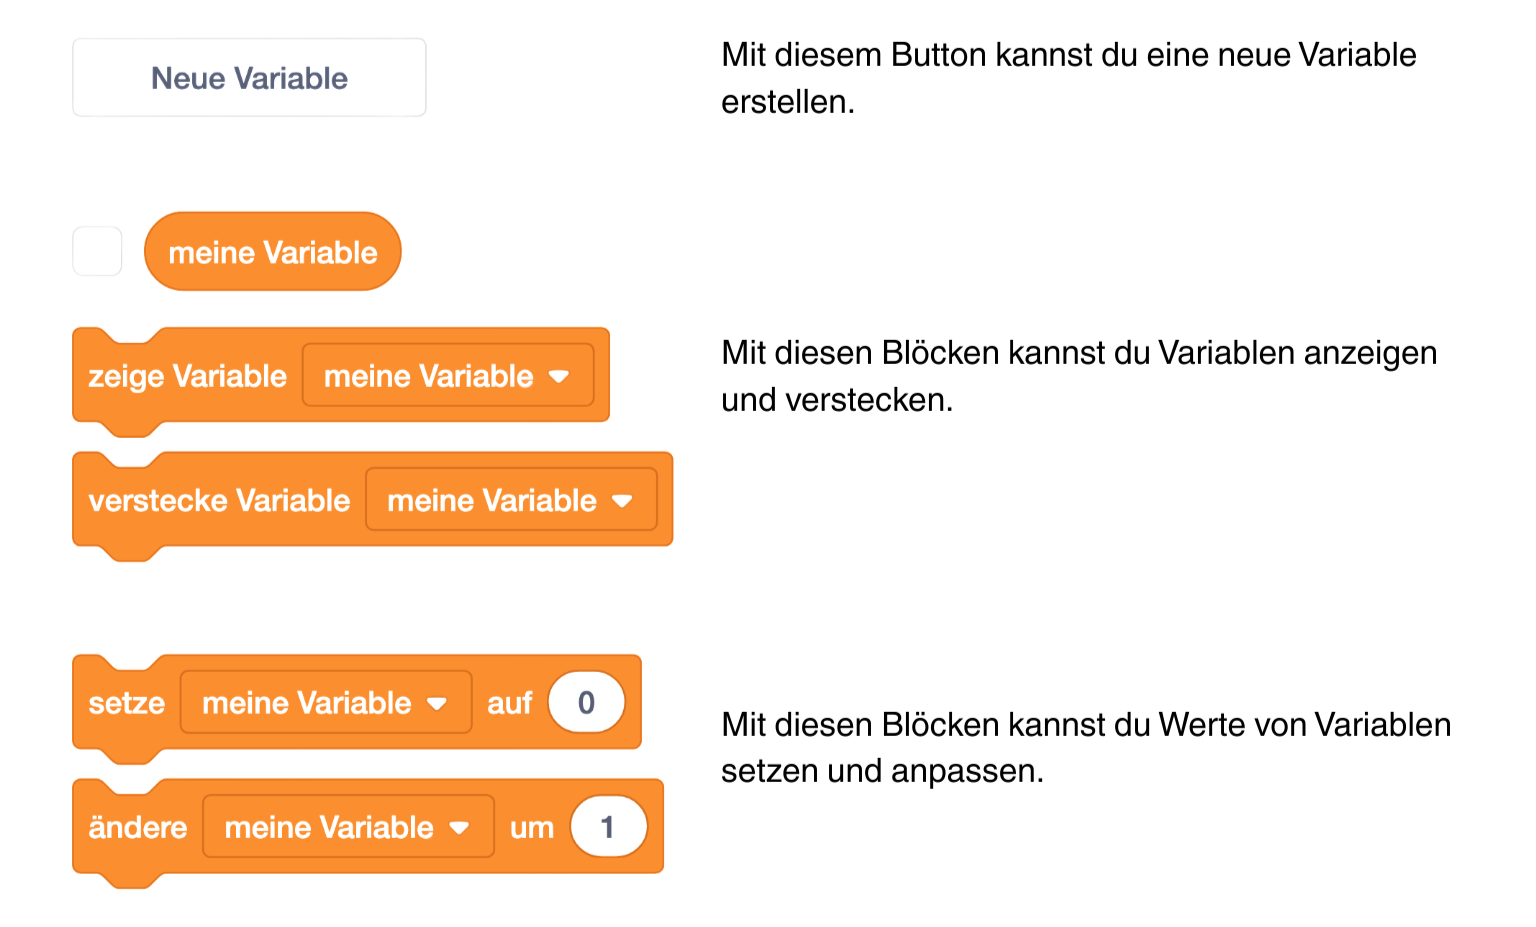 Neue Variable
Mit diesem Button kannst du eine neue Variable
erstellen.
meine Variable
zeige Variable meine Variable
verstecke Variable meine Variable
Mit diesen Blöcken kannst du Variablen anzeigen
und verstecken.
setze meine Variable auf 0
ändere meine Variable um 1
Mit diesen Blöcken kannst du Werte von Variablen
setzen und anpassen.